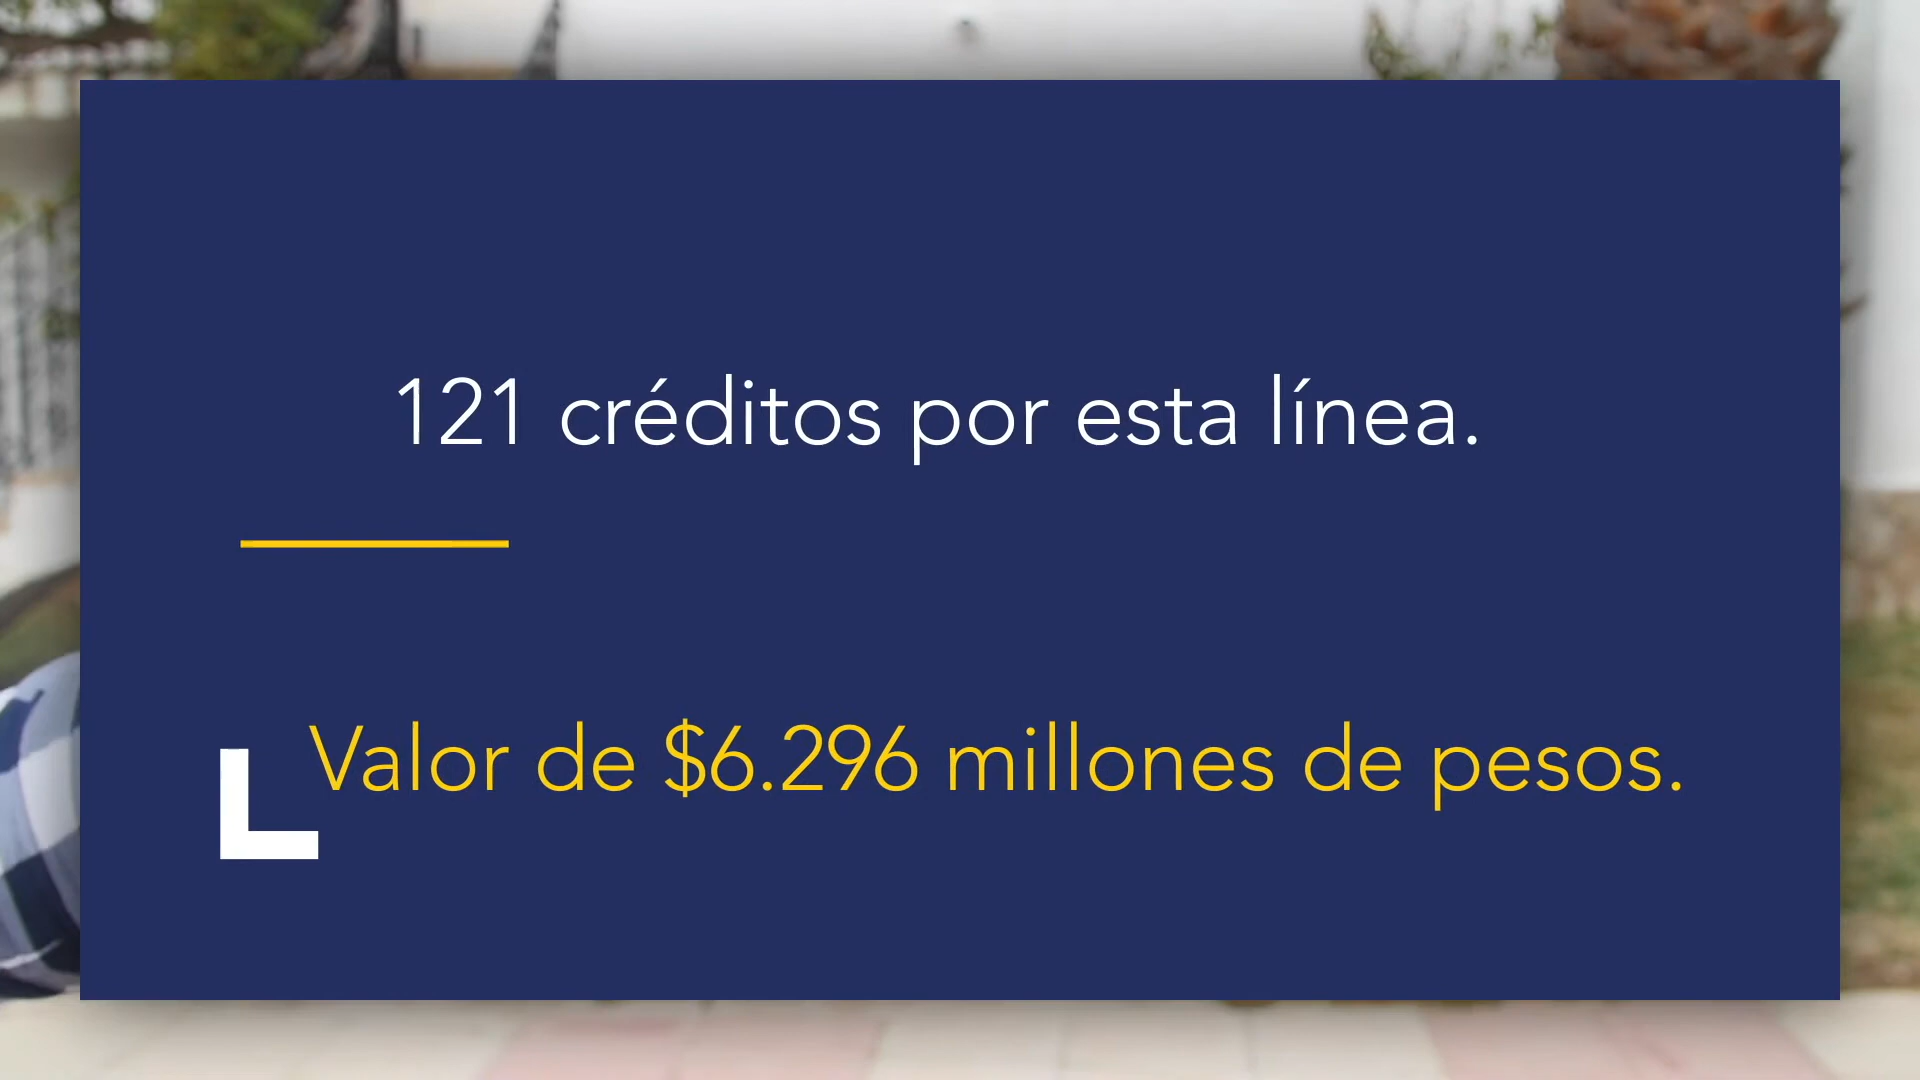 121 créditos por esta línea.
Valor de $6.296 millones de pesos.